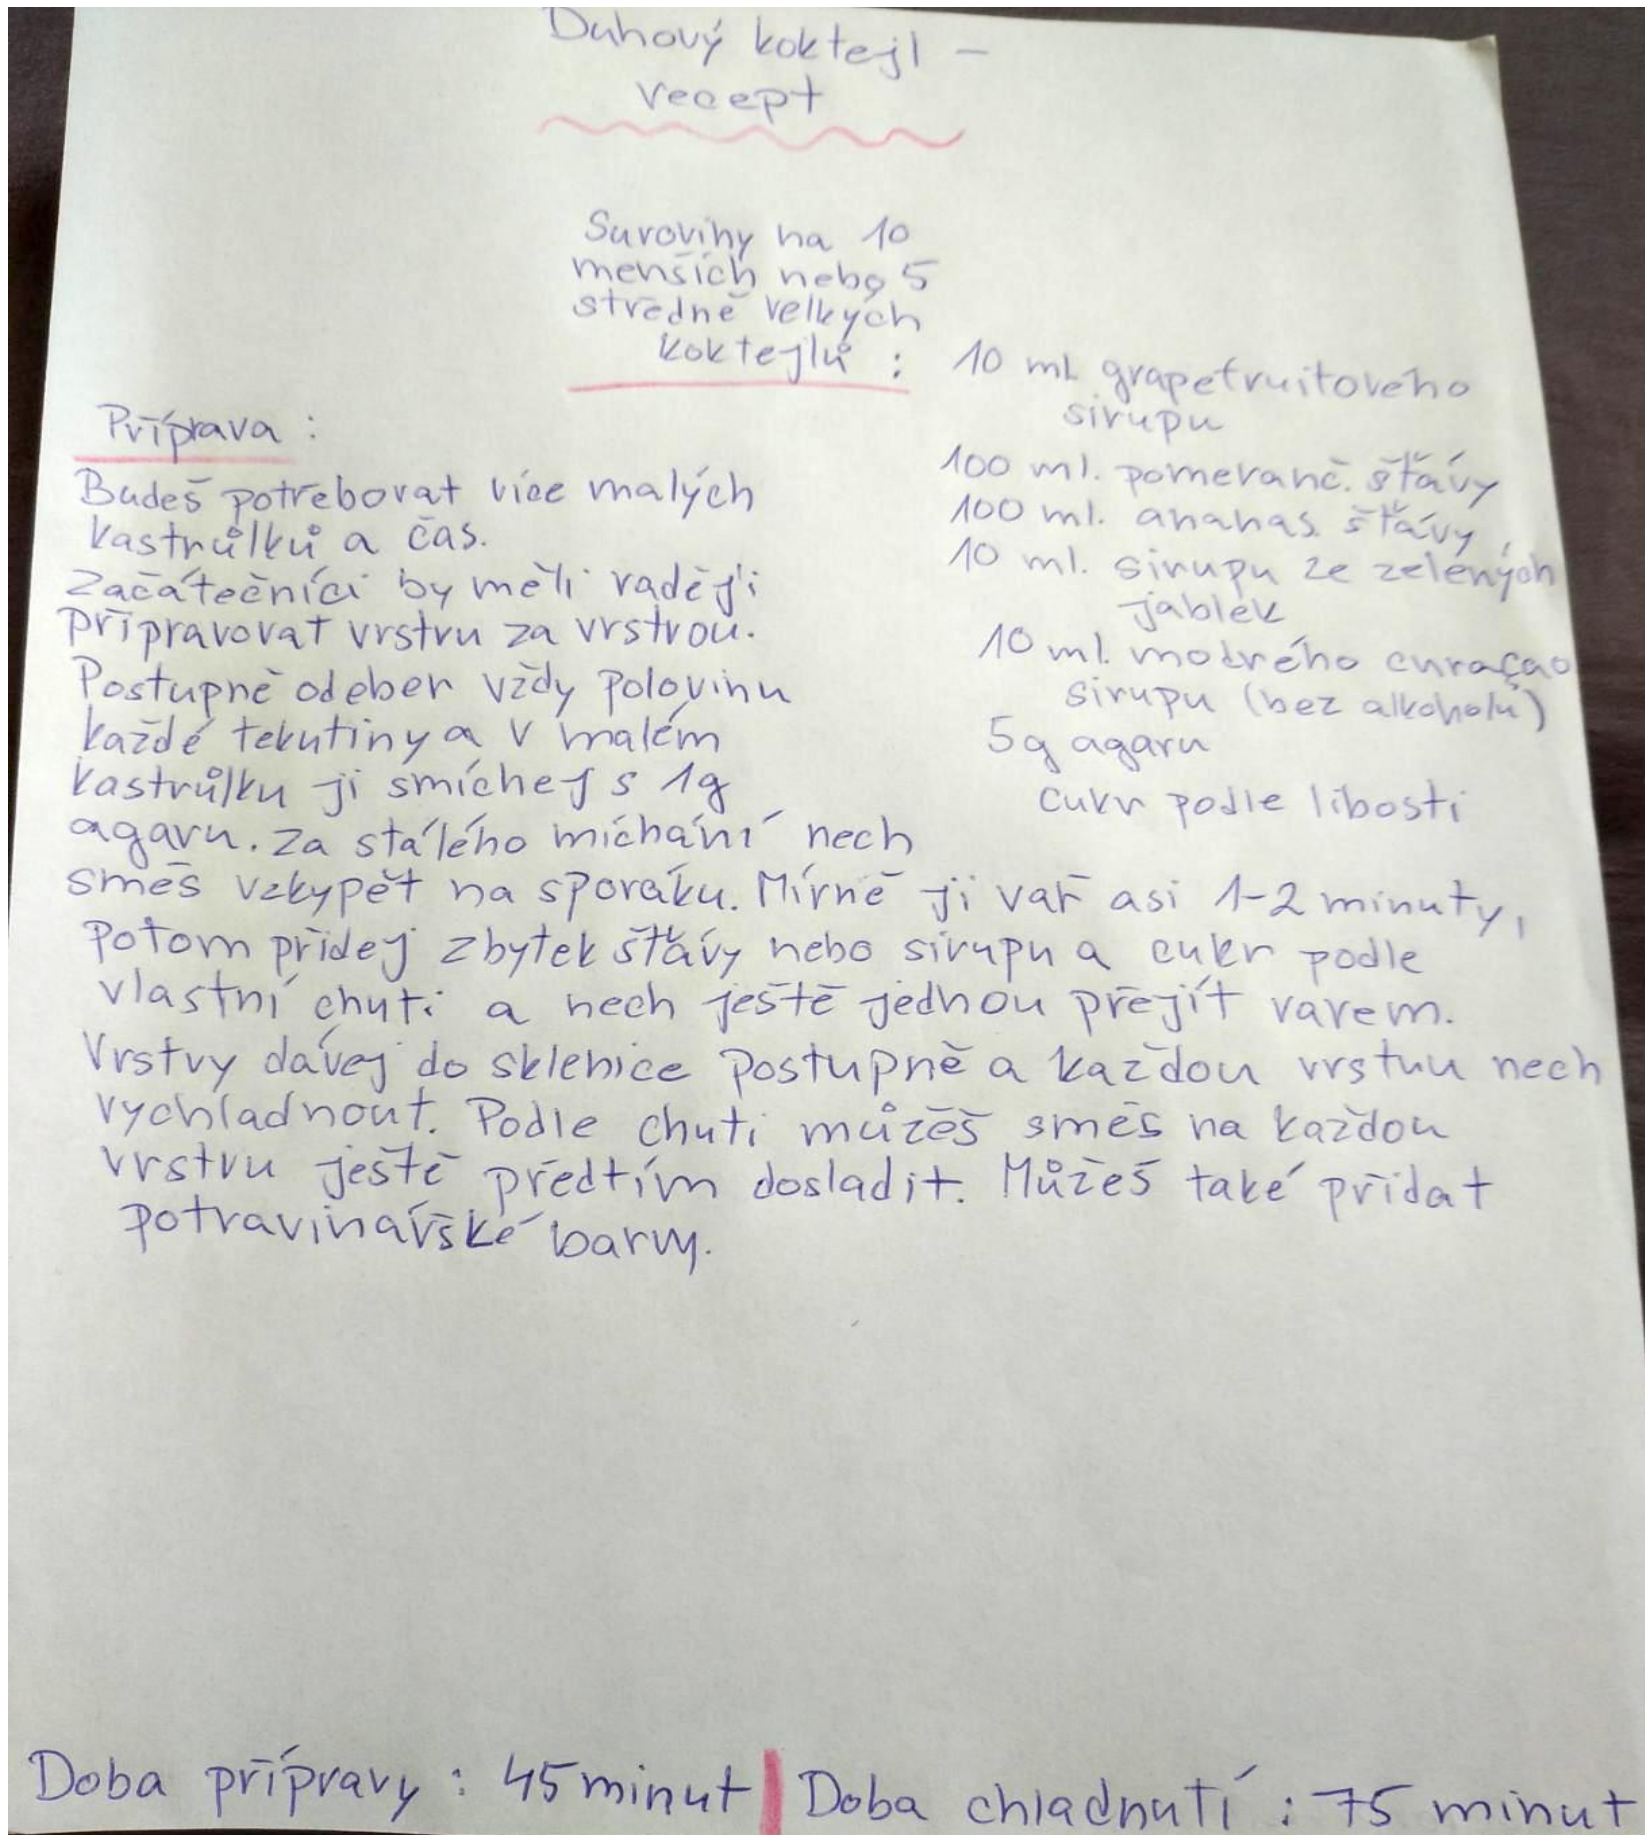 Duhový koktejl -
recept
Suroviny na 10
menších nebo 5
středně velkých
koktejlů :
10 ml grapefruitového
sirupu
100 ml. pomeranč. šťávy
100 ml. ananas. šťávy
10 ml. sirupu ze zelených
jablek
10 ml. modrého curaçao
sirupu (bez alkoholu)
5g agaru
cukr podle libosti
Příprava :
Budeš potřebovat více malých
kastrůlků a čas.
Začátečníci by měli raději
připravovat vrstvu za vrstvou.
Postupně odeber vždy polovinu
každé tekutiny a v malém
kastrůlku ji smíchej s 1g
agaru. Za stálého míchání nech
směs vzkypět na sporáku. Mírně ji vař asi 1-2 minuty,
potom přidej zbytek šťávy nebo sirupu a cukr podle
vlastní chuti a nech ještě jednou přejít varem.
Vrstvy dávej do sklenice postupně a každou vrstvu nech
vychladnout. Podle chuti můžeš směs na každou
vrstvu ještě předtím dosladit. Můžeš také přidat
potravinářské barvy.
Doba přípravy : 45 minut | Doba chladnutí : 75 minut